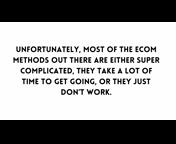 UNFORTUNATELY, MOST OF THE ECOM
METHODS OUT THERE ARE EITHER SUPER
COMPLICATED, THEY TAKE A LOT OF
TIME TO GET GOING, OR THEY JUST
DON'T WORK.